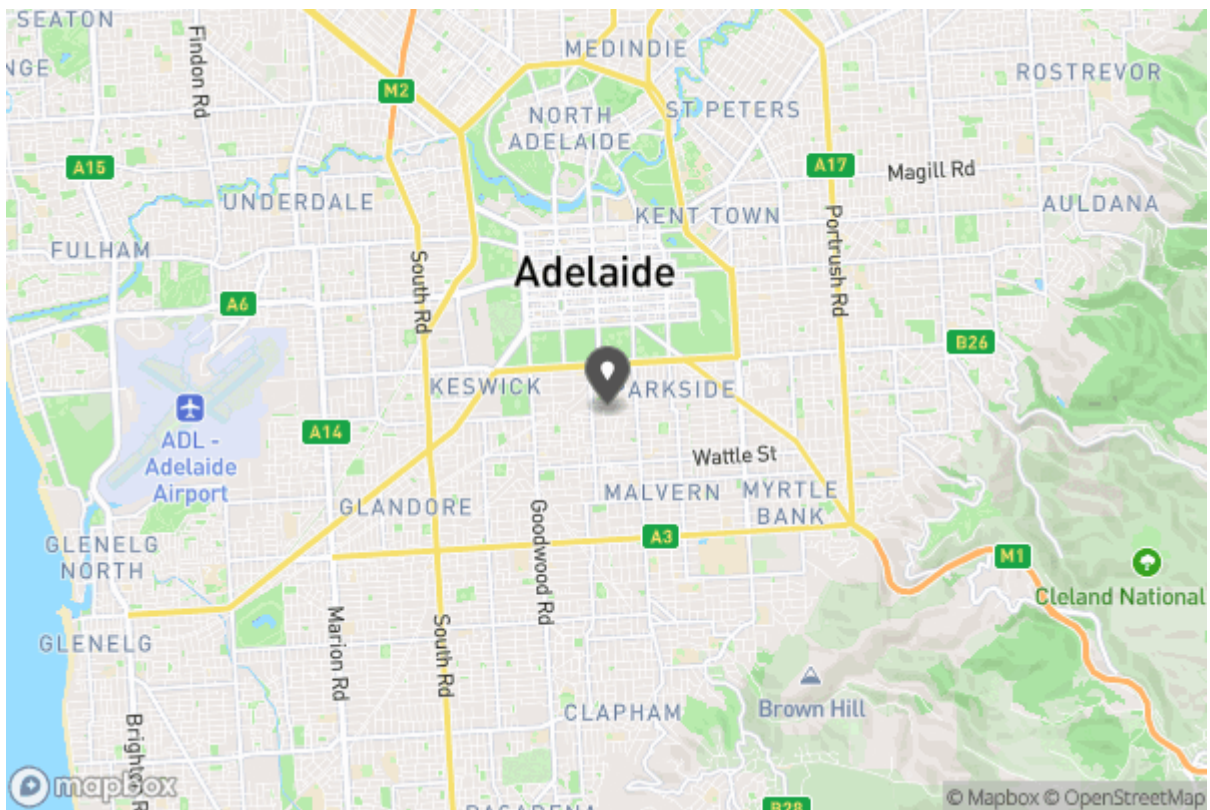 SEATON
NGE
Findon Rd
M2
MEDINDIE
ROSTREVOR
NORTH
ADELAIDE
ST PETERS
A15
A17
Magill Rd
UNDERDALE
KENT TOWN
AULDANA
FULHAM
South Rd
Adelaide
Portrush Rd
A6
B26
KESWICK
ARKSIDE
ADL -
Adelaide
Airport
A14
Wattle St
GLANDORE
MALVERN
MYRTLE
BANK
Goodwood Rd
A3
GLENELG
NORTH
M1
Cleland National
GLENELG
Marion Rd
South Rd
Brown Hill
CLAPHAM
mapbox
B28
© Mapbox © OpenStreetMap